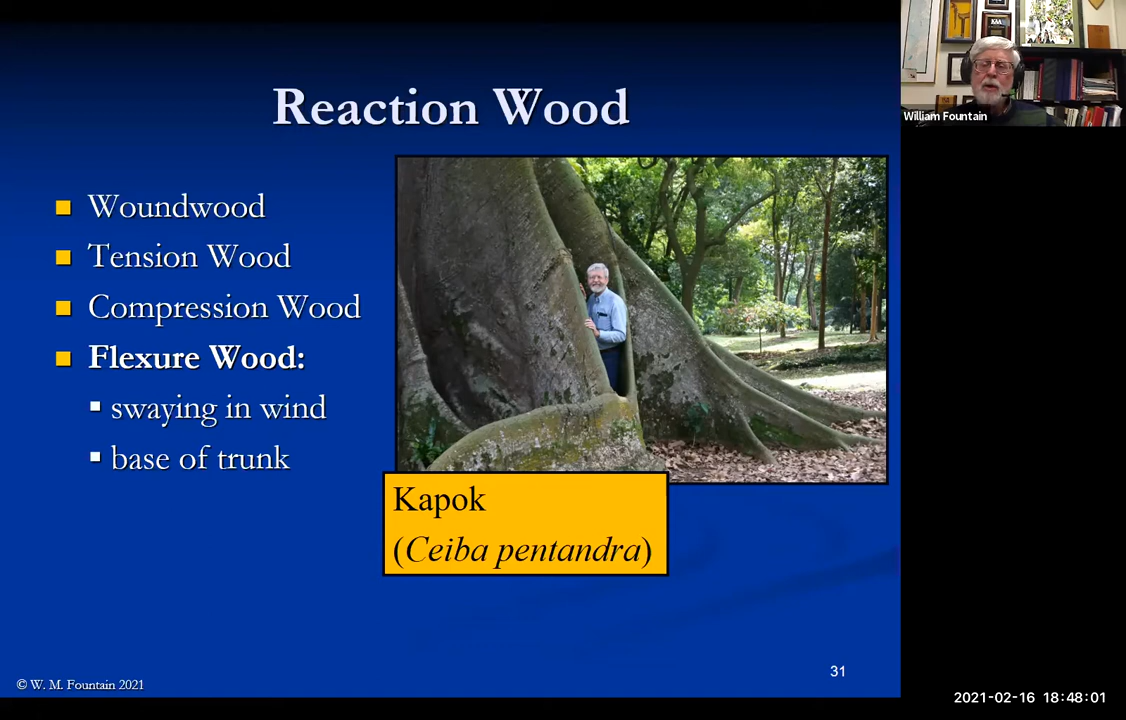 Reaction Wood
Woundwood
Tension Wood
Compression Wood
Flexure Wood:
swaying in wind
base of trunk
Kapok
(Ceiba pentandra)
31
© W. M. Fountain 2021
William Fountain
2021-02-16 18:48:01